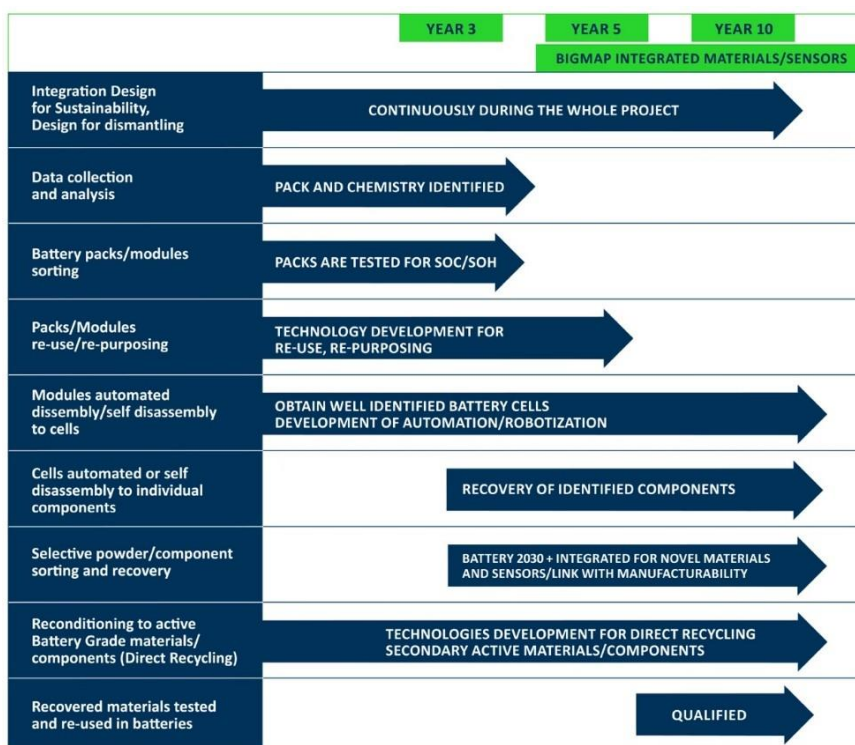 YEAR 3
YEAR 5
YEAR 10
BIGMAP INTEGRATED MATERIALS/SENSORS
Integration Design
for Sustainability,
Design for dismantling
CONTINUOUSLY DURING THE WHOLE PROJECT
Data collection
and analysis
PACK AND CHEMISTRY IDENTIFIED
Battery packs/modules
sorting
PACKS ARE TESTED FOR SOC/SOH
Packs/Modules
re-use/re-purposing
TECHNOLOGY DEVELOPMENT FOR
RE-USE, RE-PURPOSING
Modules automated
dissembly/self disassembly
to cells
OBTAIN WELL IDENTIFIED BATTERY CELLS
DEVELOPMENT OF AUTOMATION/ROBOTIZATION
Cells automated or self
disassembly to individual
components
RECOVERY OF IDENTIFIED COMPONENTS
Selective powder/component
sorting and recovery
BATTERY 2030 + INTEGRATED FOR NOVEL MATERIALS
AND SENSORS/LINK WITH MANUFACTURABILITY
Reconditioning to active
Battery Grade materials/
components (Direct Recycling)
TECHNOLOGIES DEVELOPMENT FOR DIRECT RECYCLING
SECONDARY ACTIVE MATERIALS/COMPONENTS
Recovered materials tested
and re-used in batteries
QUALIFIED